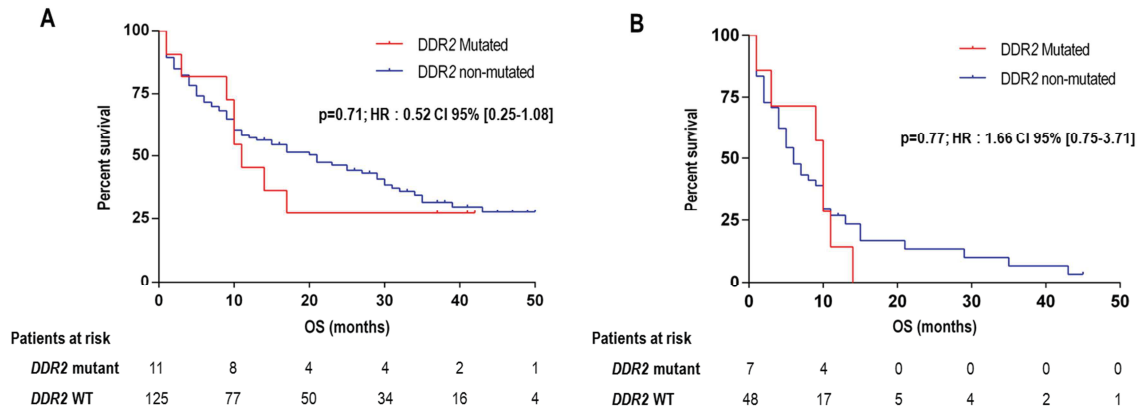 A
DDR2 Mutated
DDR2 non-mutated
p=0.71; HR : 0.52 CI 95% [0.25-1.08]
Percent survival
100
75
50
25
0
0 10 20 30 40 50
OS (months)
Patients at risk
DDR2 mutant 11 8 4 4 2 1
DDR2 WT 125 77 50 34 16 4
B
DDR2 Mutated
DDR2 non-mutated
p=0.77; HR : 1.66 CI 95% [0.75-3.71]
Percent survival
100
75
50
25
0
0 10 20 30 40 50
OS (months)
Patients at risk
DDR2 mutant 7 4 0 0 0 0
DDR2 WT 48 17 5 4 2 1